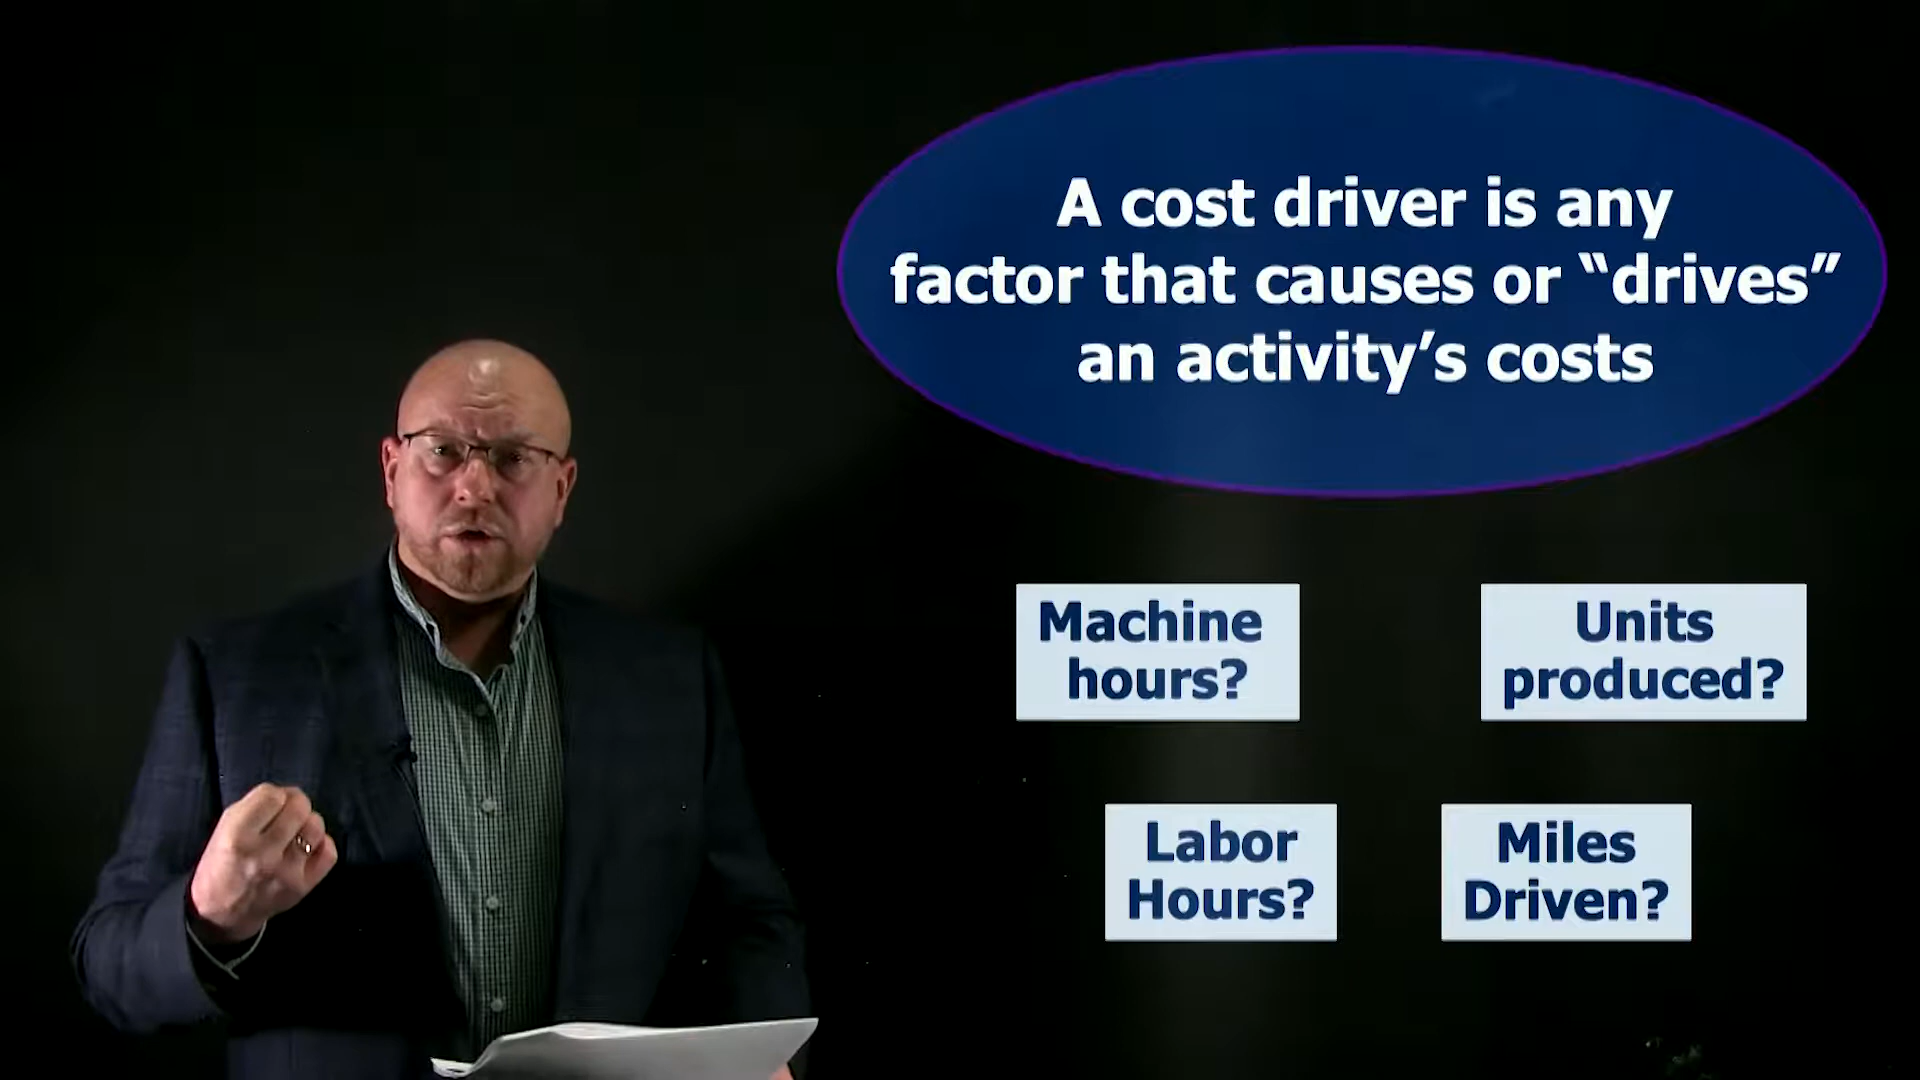 A cost driver is any
factor that causes or “drives”
an activity’s costs
Machine
hours?
Units
produced?
Labor
Hours?
Miles
Driven?